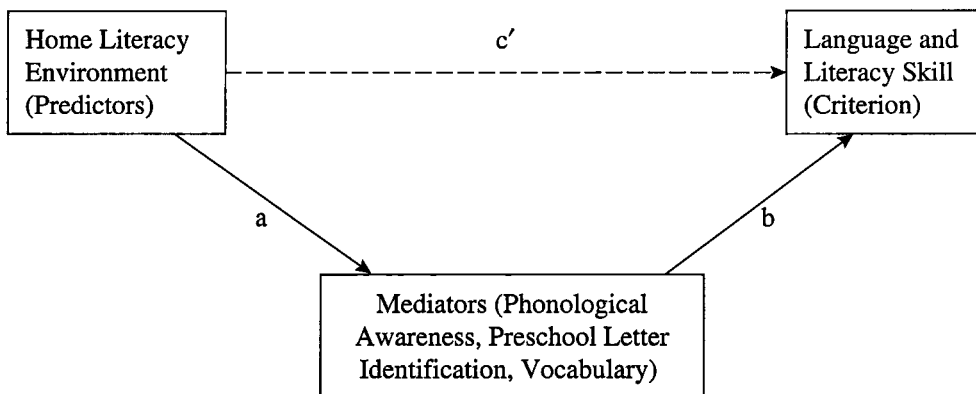 Home Literacy
Environment
(Predictors)
c′
Language and
Literacy Skill
(Criterion)
a
b
Mediators (Phonological
Awareness, Preschool Letter
Identification, Vocabulary)